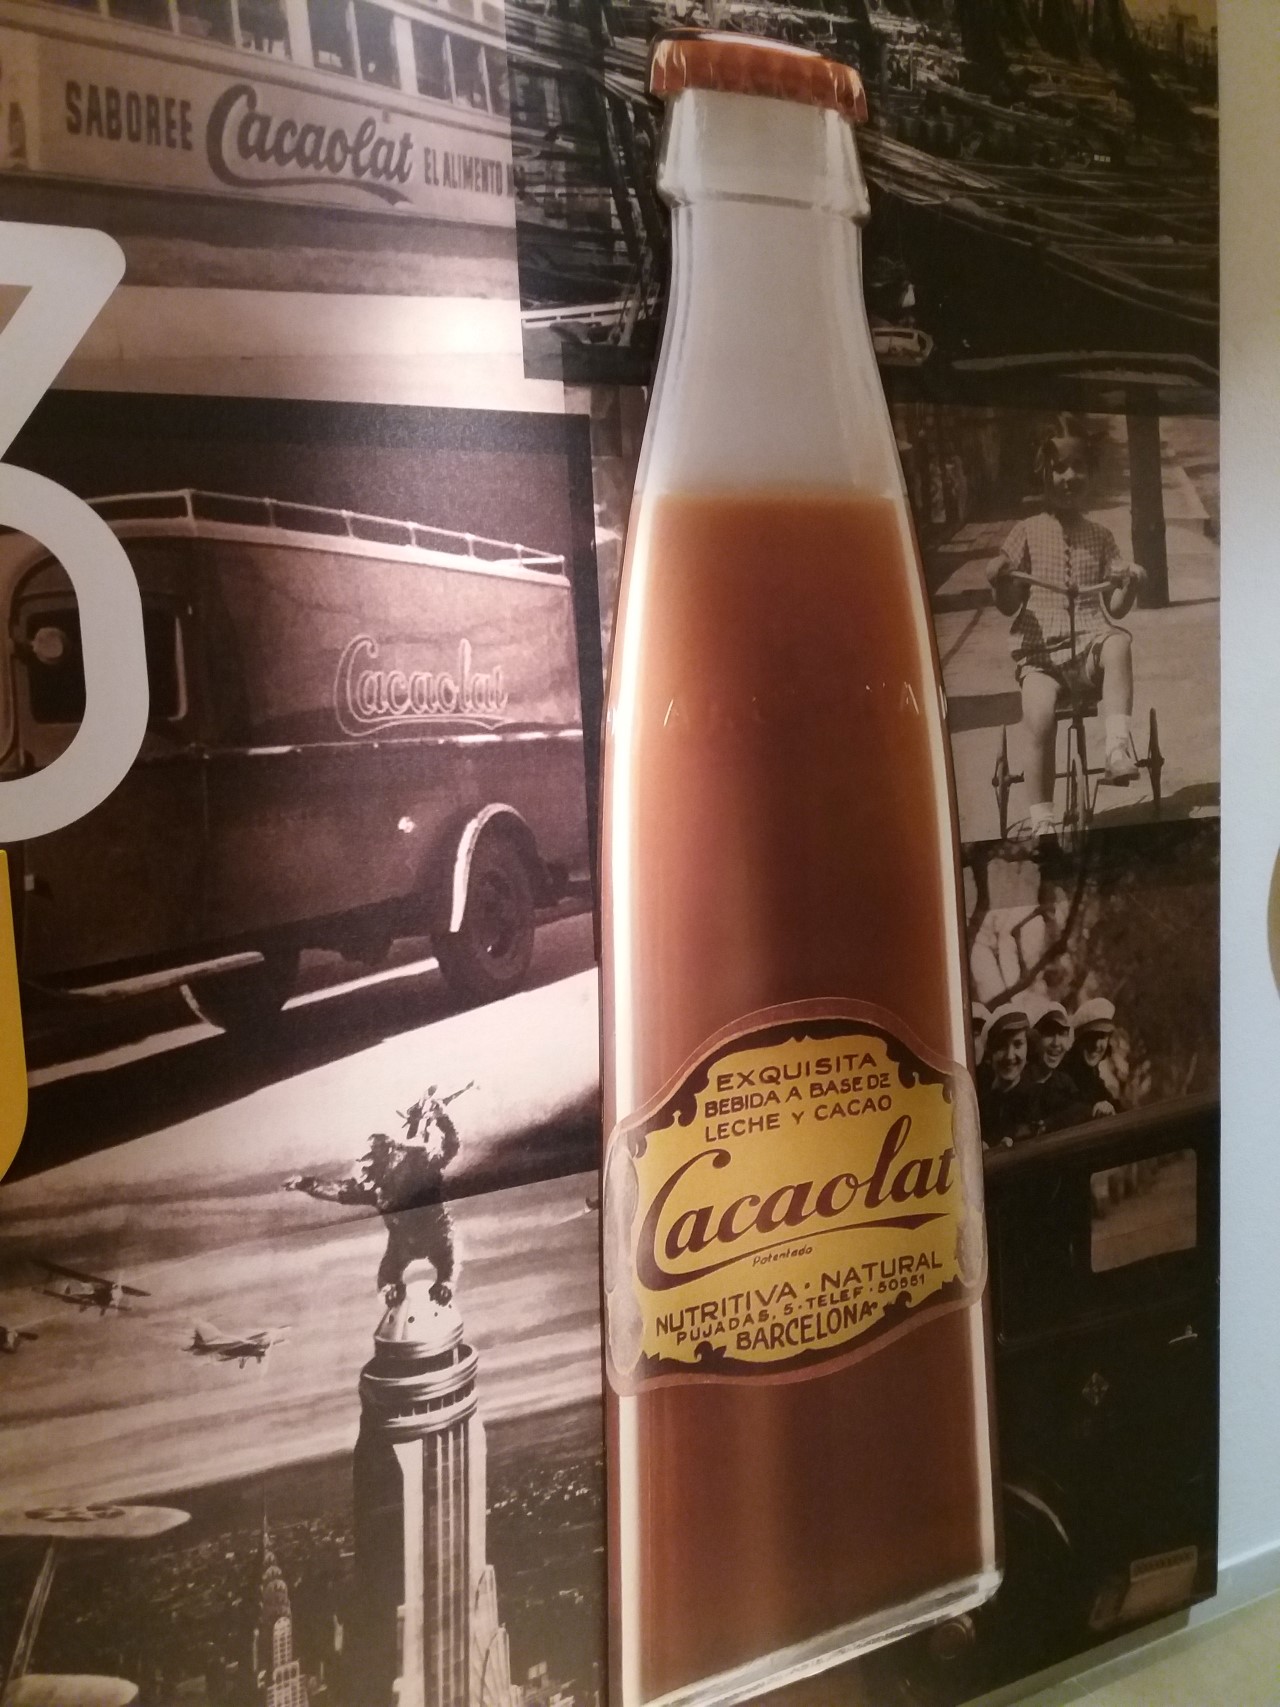 SABOREE Cacaolat EL ALIMENTO
3
Cacaolat
EXQUISITA
BEBIDA A BASE DE
LECHE Y CACAO
Cacaolat
Patentado
NUTRITIVA · NATURAL
PUJADAS, 5 · TELEF · 50551
BARCELONA